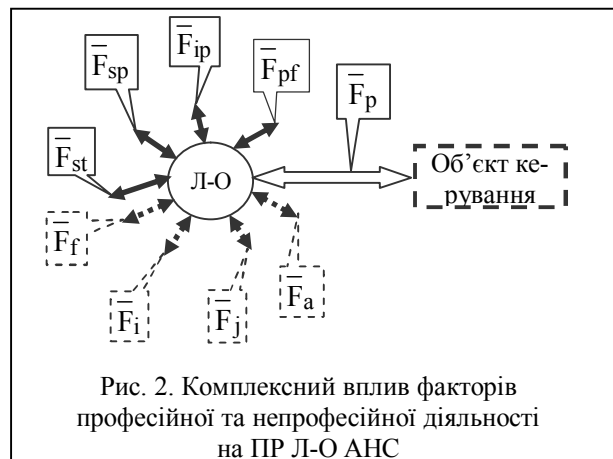 F̅ip
F̅sp
F̅pf
F̅p
F̅st
Л-О
Об’єкт ке-
рування
F̅f
F̅a
F̅i
F̅j
Рис. 2. Комплексний вплив факторів
професійної та непрофесійної діяльності
на ПР Л-О АНС